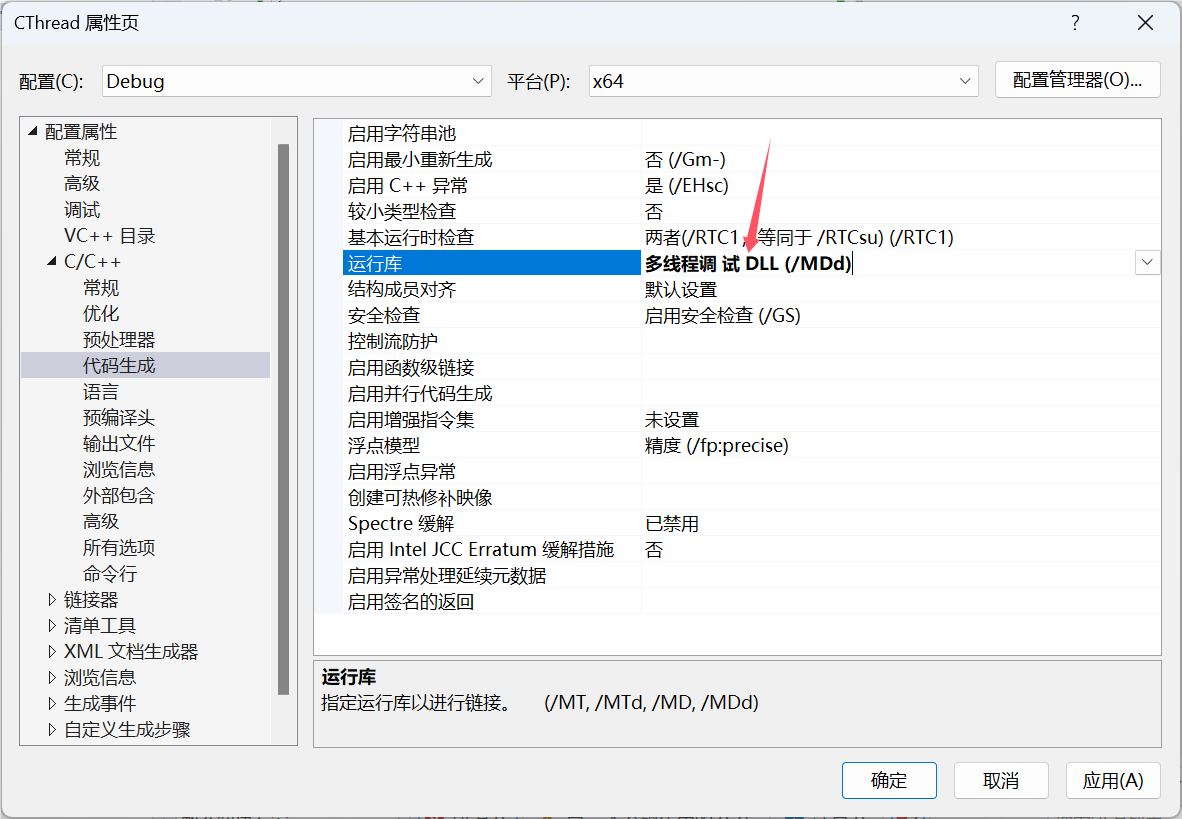 CThread 属性页
?
配置(C):
Debug
平台(P):
x64
配置管理器(O)...
配置属性
常规
高级
调试
VC++ 目录
C/C++
常规
优化
预处理器
代码生成
语言
预编译头
输出文件
浏览信息
外部包含
高级
所有选项
命令行
链接器
清单工具
XML 文档生成器
浏览信息
生成事件
自定义生成步骤
启用字符串池
启用最小重新生成 否 (/Gm-)
启用 C++ 异常 是 (/EHsc)
较小类型检查 否
基本运行时检查 两者(/RTC1，等同于 /RTCsu) (/RTC1)
运行库 多线程调 试 DLL (/MDd)
结构成员对齐 默认设置
安全检查 启用安全检查 (/GS)
控制流防护
启用函数级链接
启用并行代码生成
启用增强指令集 未设置
浮点模型 精度 (/fp:precise)
启用浮点异常
创建可热修补映像
Spectre 缓解 已禁用
启用 Intel JCC Erratum 缓解措施 否
启用异常处理延续元数据
启用签名的返回
运行库
指定运行库以进行链接。 (/MT, /MTd, /MD, /MDd)
确定
取消
应用(A)